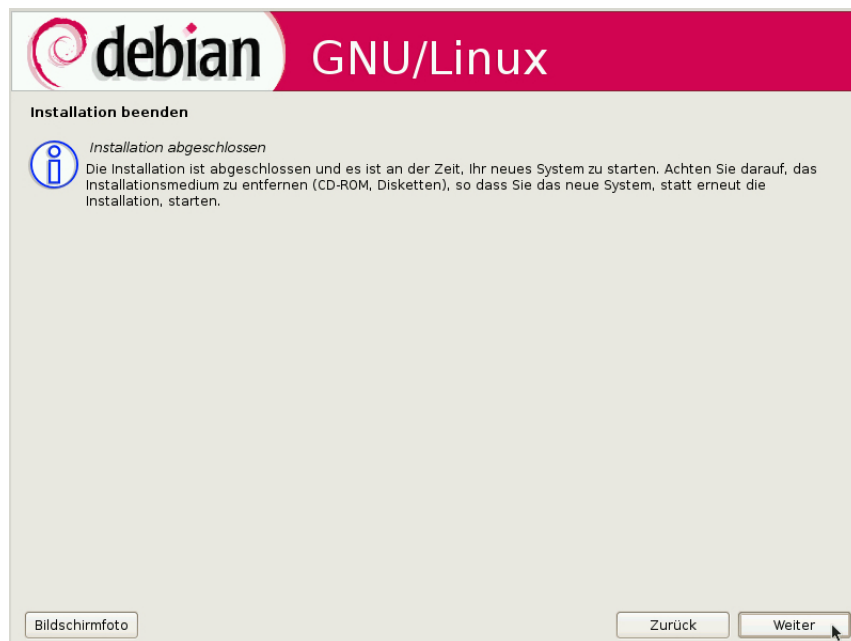 debian GNU/Linux
Installation beenden
Installation abgeschlossen
Die Installation ist abgeschlossen und es ist an der Zeit, Ihr neues System zu starten. Achten Sie darauf, das
Installationsmedium zu entfernen (CD-ROM, Disketten), so dass Sie das neue System, statt erneut die
Installation, starten.
Bildschirmfoto Zurück Weiter